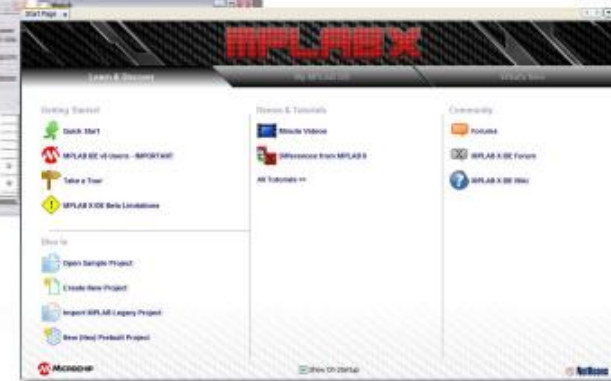 Start Page
MPLAB X
Learn & Discover
My MPLAB IDE
What's New
Getting Started
Quick Start
MPLAB IDE v8 Users - IMPORTANT
Take a Tour
MPLAB X IDE Beta Limitations
Dive In
Open Sample Project
Create New Project
Import MPLAB Legacy Project
New (Hex) Prebuilt Project
Demos & Tutorials
Minute Videos
Differences from MPLAB 8
All Tutorials >>
Community
Forums
MPLAB X IDE Forum
MPLAB X IDE Wiki
MICROCHIP
Show On Startup
NetBeans